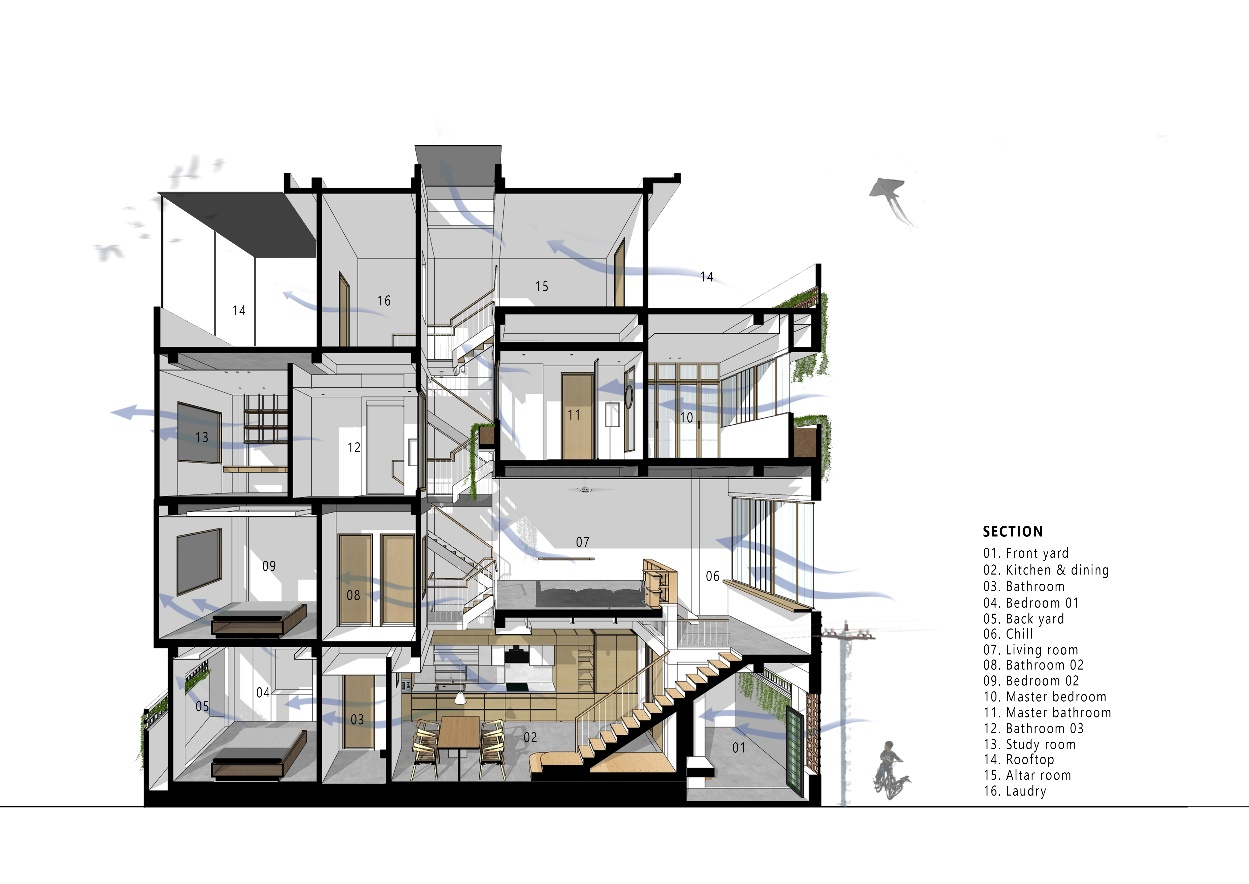 14
16
15
14
13
12
11
10
09
08
07
06
05
04
03
02
01
SECTION
01. Front yard
02. Kitchen & dining
03. Bathroom
04. Bedroom 01
05. Back yard
06. Chill
07. Living room
08. Bathroom 02
09. Bedroom 02
10. Master bedroom
11. Master bathroom
12. Bathroom 03
13. Study room
14. Rooftop
15. Altar room
16. Laudry